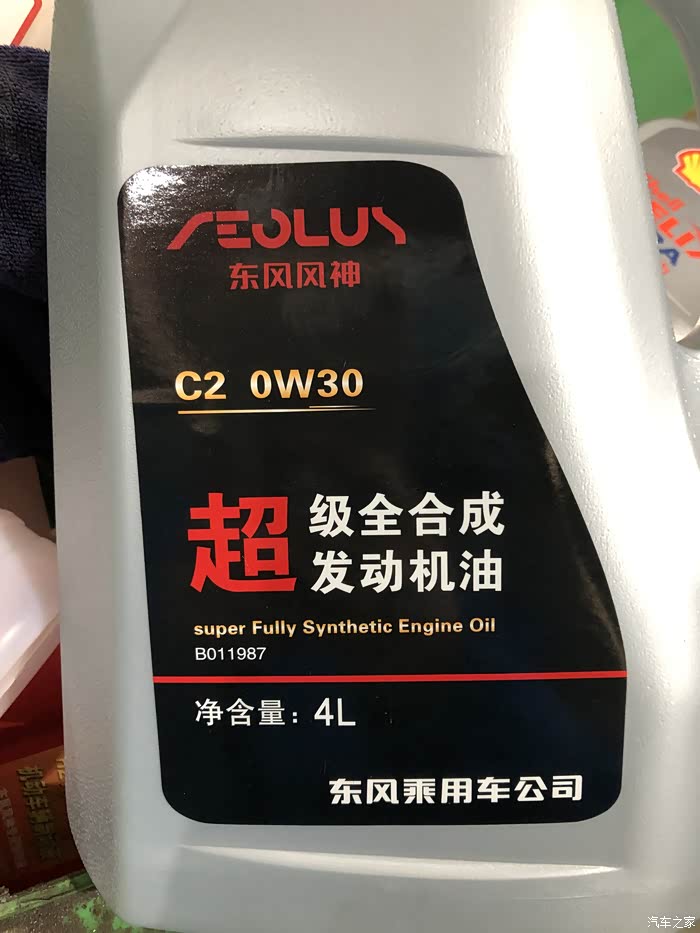 AEOLUS
东风风神
C2 0W30
超级全合成
发动机油
super Fully Synthetic Engine Oil
B011987
净含量：4L
东风乘用车公司
汽车之家